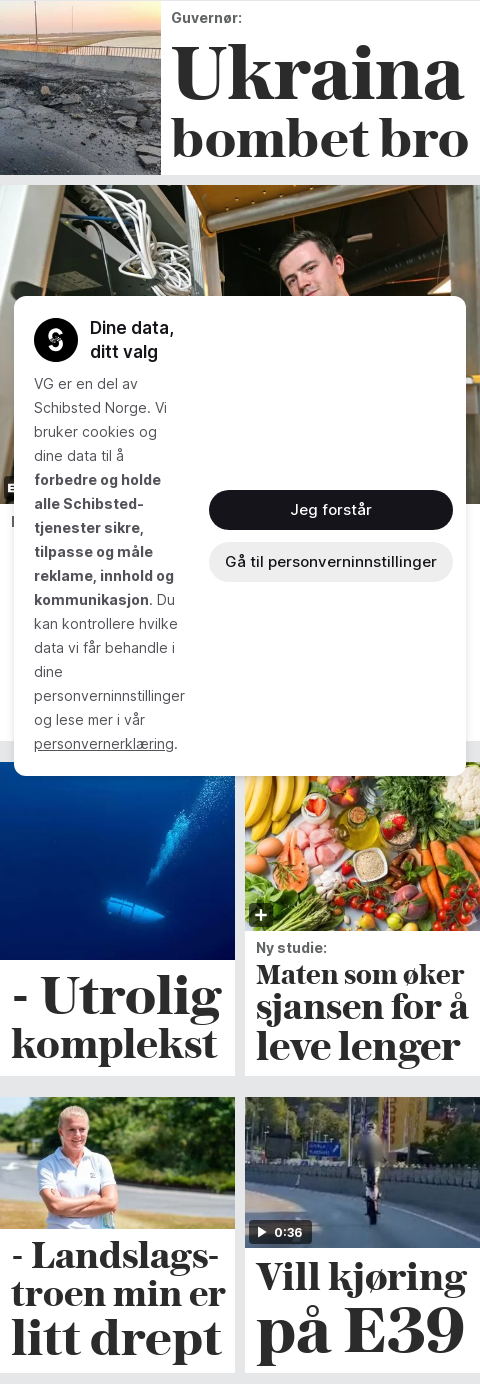 Guvernør:
Ukraina
bombet bro
Dine data,
ditt valg
VG er en del av
Schibsted Norge. Vi
bruker cookies og
dine data til å
forbedre og holde
alle Schibsted-
tjenester sikre,
tilpasse og måle
reklame, innhold og
kommunikasjon. Du
kan kontrollere hvilke
data vi får behandle i
dine
personverninnstillinger
og lese mer i vår
personvernerklæring.
Jeg forstår
Gå til personverninnstillinger
- Utrolig
komplekst
Ny studie:
Maten som øker
sjansen for å
leve lenger
- Landslags-
troen min er
litt drept
0:36
Vill kjøring
på E39